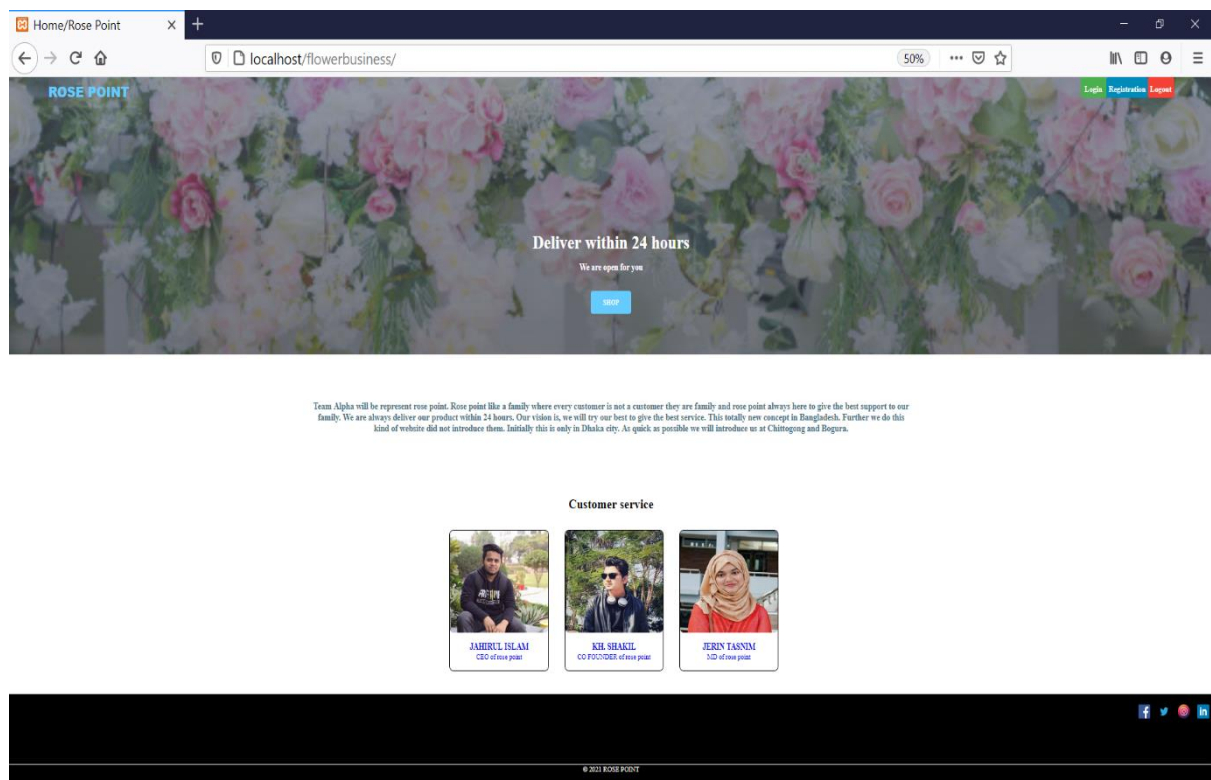 Home/Rose Point
localhost/flowerbusiness/
50%
ROSE POINT
Login Registration Logout
Deliver within 24 hours
We are open for you
SHOP
Team Alpha will be represent rose point. Rose point like a family where every customer is not a customer they are family and rose point always here to give the best support to our
family. We are always deliver our product within 24 hours. Our vision is, we will try our best to give the best service. This totally new concept in Bangladesh. Further we do this
kind of website did not introduce them. Initially this is only in Dhaka city. As quick as possible we will introduce us at Chittogong and Bogura.
Customer service
JAHIRUL ISLAM
CEO of rose point
KH. SHAKIL
CO FOUNDER of rose point
JERIN TASNIM
MD of rose point
© 2021 ROSE POINT